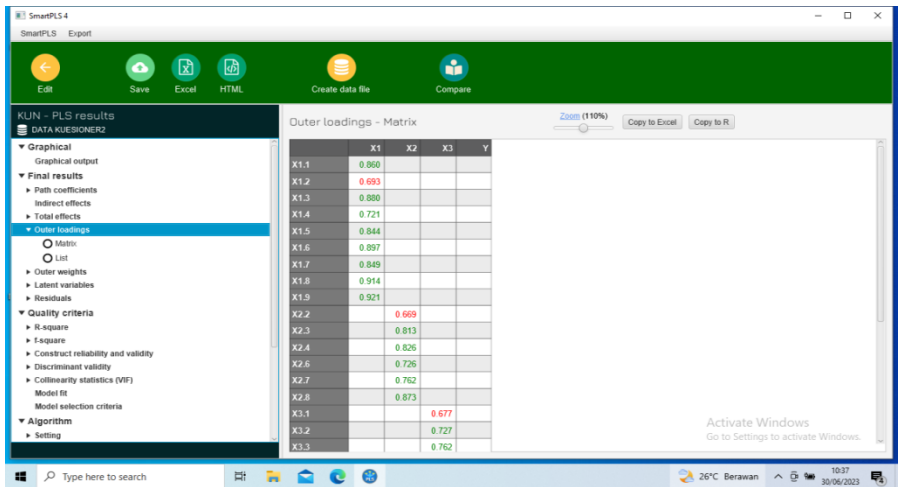 SmartPLS 4
SmartPLS Export
Edit Save Excel HTML Create data file Compare
KUN - PLS results
DATA KUESIONER2
Graphical
Graphical output
Final results
Path coefficients
Indirect effects
Total effects
Outer loadings
Matrix
List
Outer weights
Latent variables
Residuals
Quality criteria
R-square
f-square
Construct reliability and validity
Discriminant validity
Collinearity statistics (VIF)
Model fit
Model selection criteria
Algorithm
Setting
Outer loadings - Matrix
Zoom (110%)
Copy to Excel Copy to R
X1 X2 X3 Y
X1.1 0.860
X1.2 0.693
X1.3 0.880
X1.4 0.721
X1.5 0.844
X1.6 0.897
X1.7 0.849
X1.8 0.914
X1.9 0.921
X2.2 0.669
X2.3 0.813
X2.4 0.826
X2.6 0.726
X2.7 0.762
X2.8 0.873
X3.1 0.677
X3.2 0.727
X3.3 0.762
Activate Windows
Go to Settings to activate Windows.
Type here to search
26°C Berawan
10:37
30/06/2023